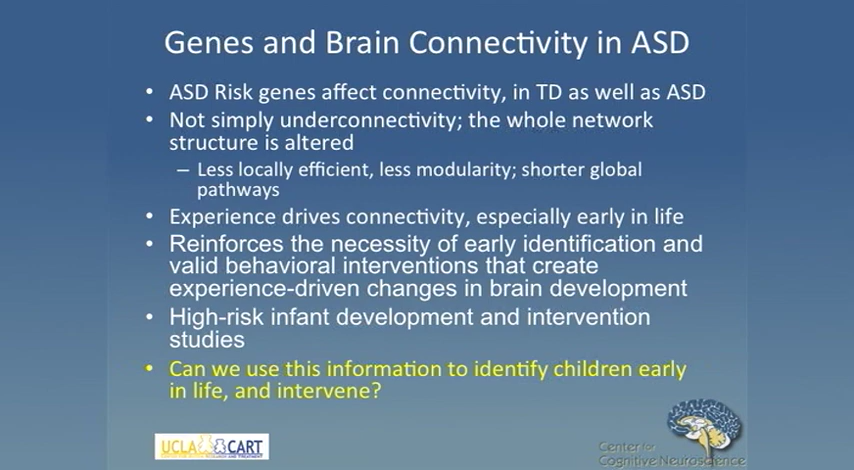 Genes and Brain Connectivity in ASD
• ASD Risk genes affect connectivity, in TD as well as ASD
• Not simply underconnectivity; the whole network
structure is altered
– Less locally efficient, less modularity; shorter global
pathways
• Experience drives connectivity, especially early in life
• Reinforces the necessity of early identification and
valid behavioral interventions that create
experience-driven changes in brain development
• High-risk infant development and intervention
studies
• Can we use this information to identify children early
in life, and intervene?
UCLA CART
Center for
Cognitive Neuroscience